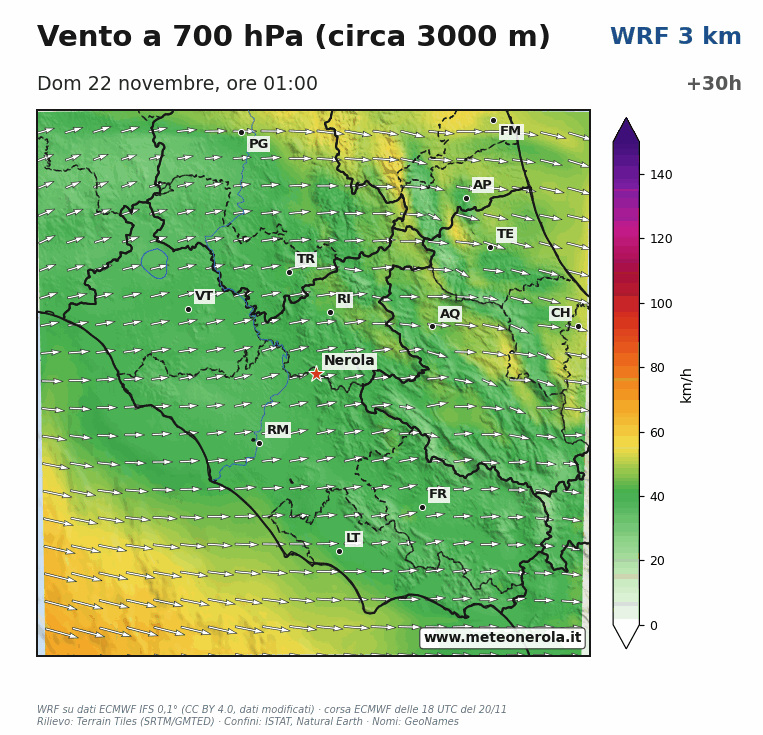 Vento a 700 hPa (circa 3000 m)
WRF 3 km
Dom 22 novembre, ore 01:00
+30h
PG
FM
AP
TE
TR
VT
RI
AQ
CH
Nerola
RM
FR
LT
www.meteonerola.it
140
120
100
80
60
40
20
0
km/h
WRF su dati ECMWF IFS 0,1° (CC BY 4.0, dati modificati) · corsa ECMWF delle 18 UTC del 20/11
Rilievo: Terrain Tiles (SRTM/GMTED) · Confini: ISTAT, Natural Earth · Nomi: GeoNames